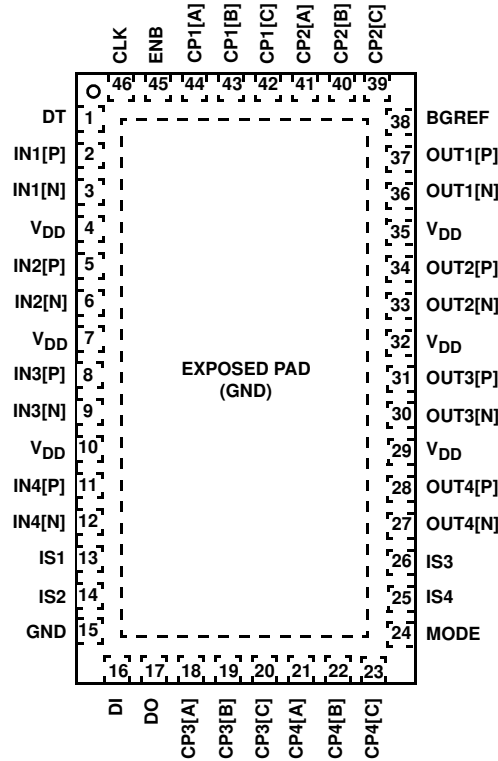 CLK
ENB
CP1[A]
CP1[B]
CP1[C]
CP2[A]
CP2[B]
CP2[C]
46 45 44 43 42 41 40 39
DT 1 38 BGREF
IN1[P] 2 37 OUT1[P]
IN1[N] 3 36 OUT1[N]
VDD 4 35 VDD
IN2[P] 5 34 OUT2[P]
IN2[N] 6 33 OUT2[N]
VDD 7 32 VDD
EXPOSED PAD
(GND)
IN3[P] 8 31 OUT3[P]
IN3[N] 9 30 OUT3[N]
VDD 10 29 VDD
IN4[P] 11 28 OUT4[P]
IN4[N] 12 27 OUT4[N]
IS1 13 26 IS3
IS2 14 25 IS4
GND 15 24 MODE
16 17 18 19 20 21 22 23
DI
DO
CP3[A]
CP3[B]
CP3[C]
CP4[A]
CP4[B]
CP4[C]